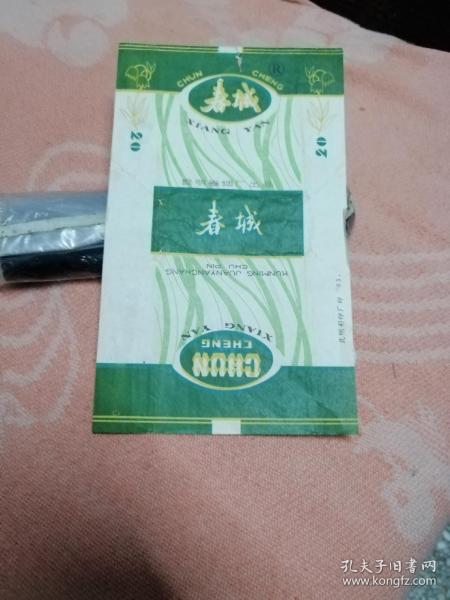 CHUN CHENG
®
春城
XIANG YAN
20
20
春城
KUNMING JUANYANCHANG
CHU PIN
XIANG YAN
CHUN
CHENG
孔夫子旧书网
www.kongfz.com